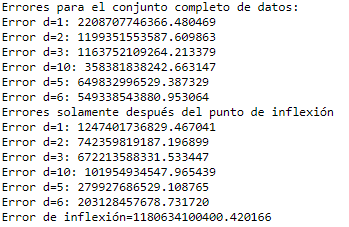 Errores para el conjunto completo de datos:
Error d=1: 2208707746366.480469
Error d=2: 1199351553587.609863
Error d=3: 1163752109264.213379
Error d=10: 358381838242.663147
Error d=5: 649832996529.387329
Error d=6: 549338543880.953064
Errores solamente después del punto de inflexión
Error d=1: 1247401736829.467041
Error d=2: 742359819187.196899
Error d=3: 672213588331.533447
Error d=10: 101954934547.965439
Error d=5: 279927686529.108765
Error d=6: 203128457678.731720
Error de inflexión=1180634100400.420166